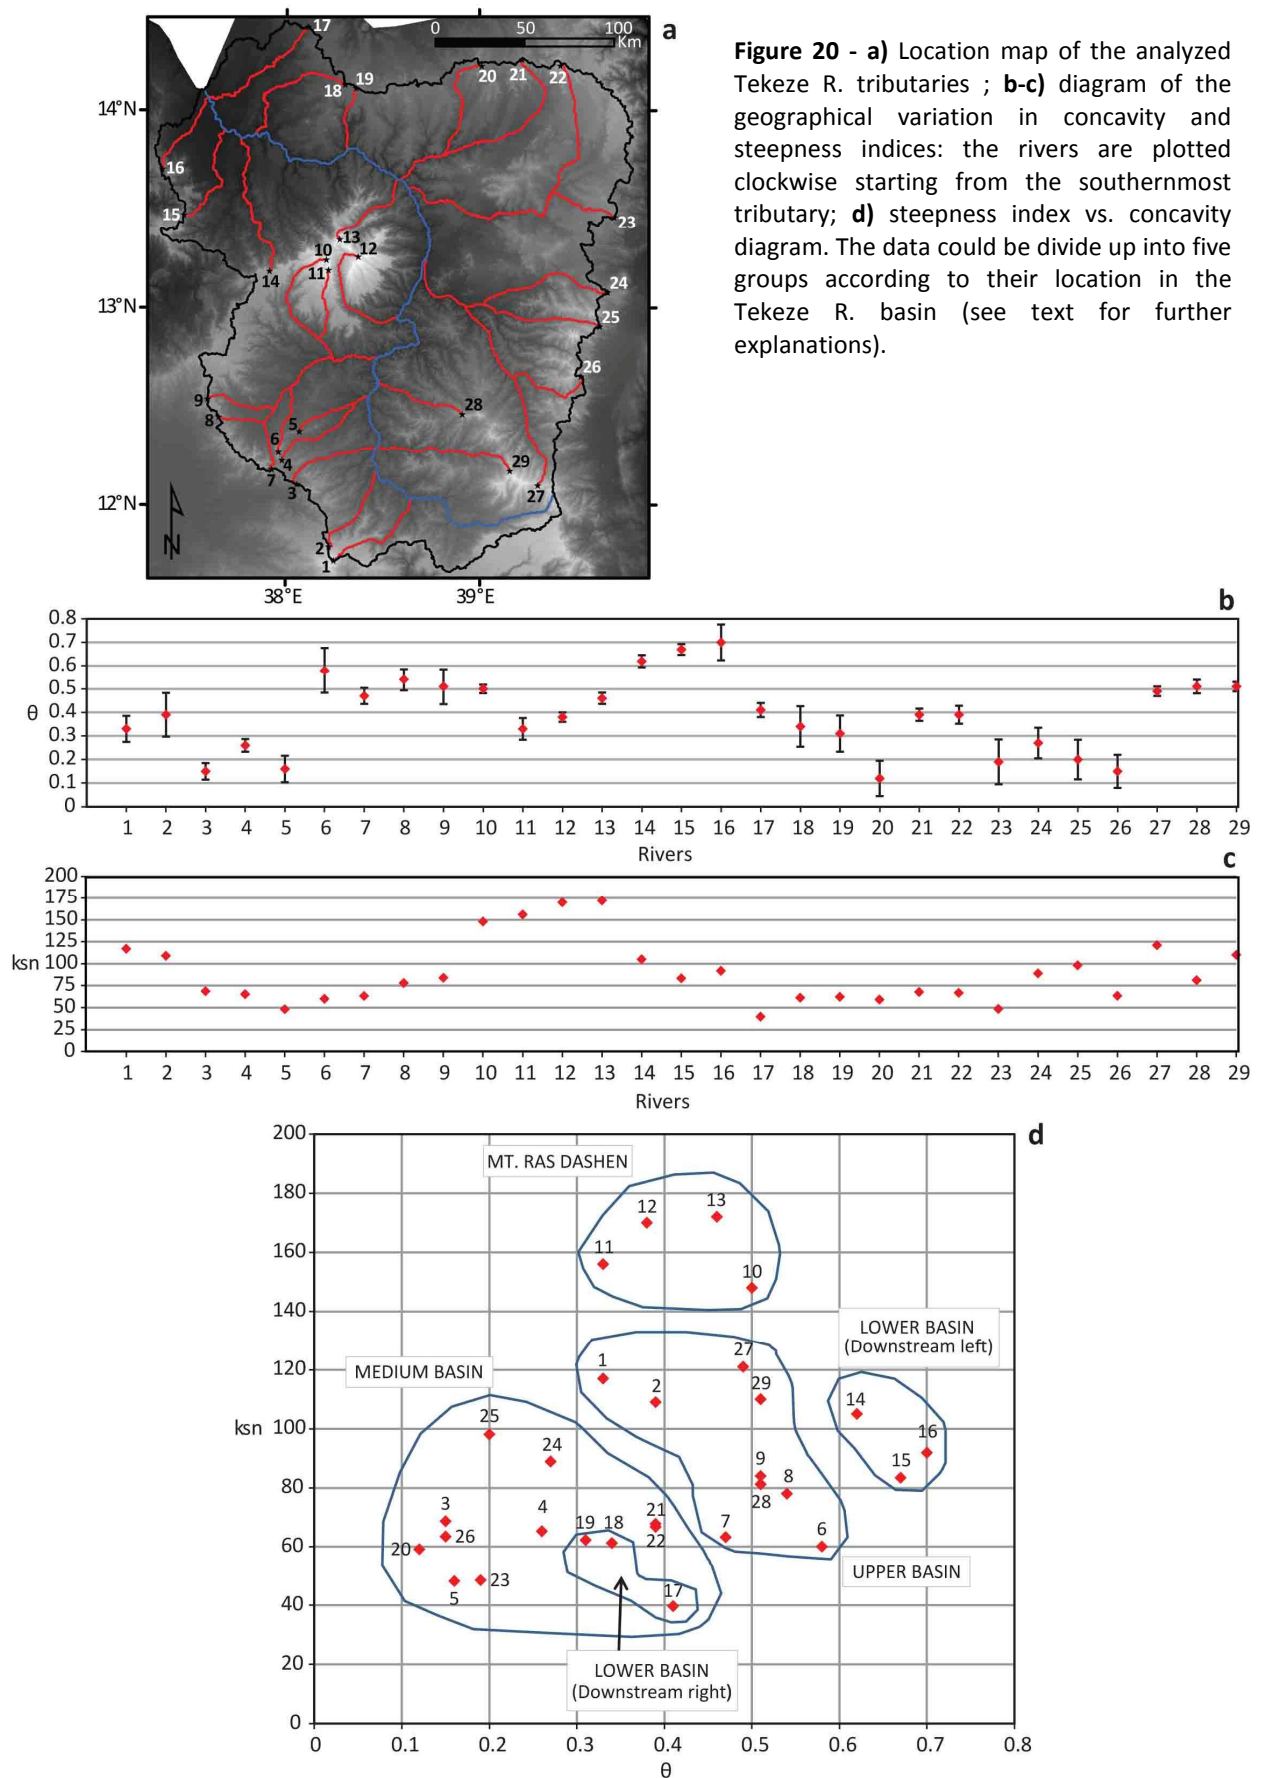 17
0 50 100
Km
a
19
18
20
21
22
14°N
16
15
23
13
12
10
11
14
24
13°N
25
26
9
8
5
28
6
4
7
3
29
27
12°N
N
2
1
38°E 39°E
Figure 20 - a) Location map of the analyzed
Tekeze R. tributaries ; b-c) diagram of the
geographical variation in concavity and
steepness indices: the rivers are plotted
clockwise starting from the southernmost
tributary; d) steepness index vs. concavity
diagram. The data could be divide up into five
groups according to their location in the
Tekeze R. basin (see text for further
explanations).
b
0.8
0.7
0.6
0.5
0.4
θ
0.3
0.2
0.1
0
1 2 3 4 5 6 7 8 9 10 11 12 13 14 15 16 17 18 19 20 21 22 23 24 25 26 27 28 29
Rivers
c
200
175
150
125
ksn 100
75
50
25
0
1 2 3 4 5 6 7 8 9 10 11 12 13 14 15 16 17 18 19 20 21 22 23 24 25 26 27 28 29
Rivers
d
200
MT. RAS DASHEN
180
12 13
160
11
10
140
LOWER BASIN
(Downstream left)
120
MEDIUM BASIN
1
27
2
29
14
25
ksn 100
16
24
15
9
8
80
28
3
4
21
19 18
7
6
26
22
60
20
UPPER BASIN
23
5
17
40
20
LOWER BASIN
(Downstream right)
0
0 0.1 0.2 0.3 0.4 0.5 0.6 0.7 0.8
θ